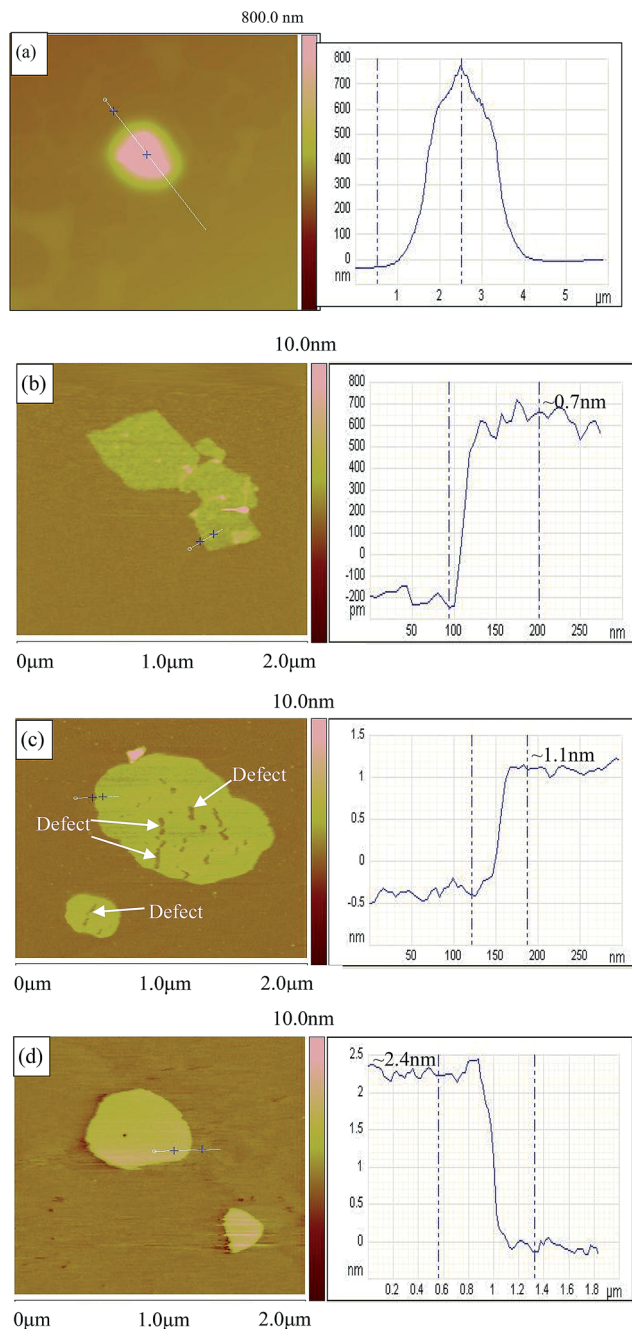 800.0 nm
(a)
800
700
600
500
400
300
200
100
0
nm
1 2 3 4 5 µm
10.0nm
(b)
800
700
600
500
400
300
200
100
0
-100
-200
pm
~0.7nm
50 100 150 200 250 nm
0µm 1.0µm 2.0µm
10.0nm
(c)
Defect
Defect
Defect
1.5
1
0.5
0
-0.5
nm
~1.1nm
50 100 150 200 250 nm
0µm 1.0µm 2.0µm
10.0nm
(d)
2.5
2
1.5
1
0.5
0
nm
~2.4nm
0.2 0.4 0.6 0.8 1 1.2 1.4 1.6 1.8 µm
0µm 1.0µm 2.0µm